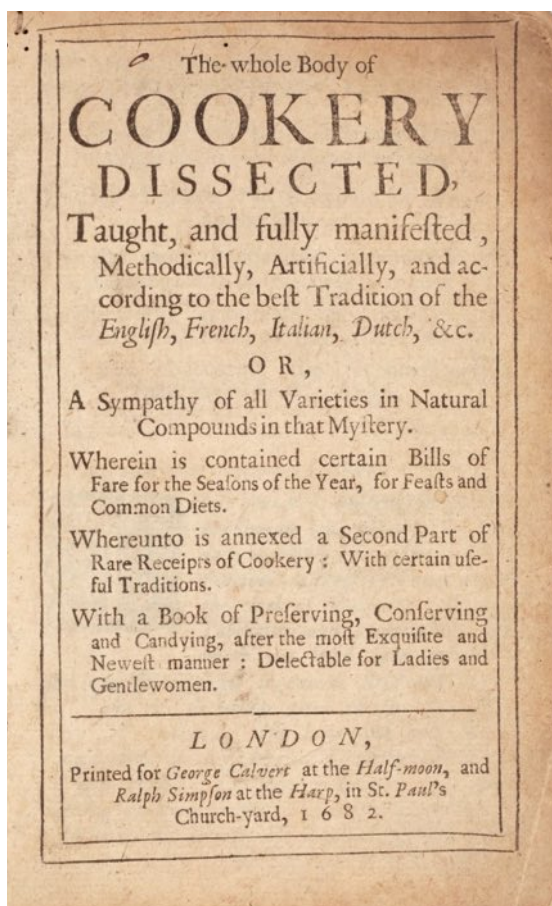 The whole Body of
COOKERY
DISSECTED,
Taught, and fully manifeſted,
Methodically, Artificially, and ac-
cording to the beſt Tradition of the
Engliſh, French, Italian, Dutch, &c.
OR,
A Sympathy of all Varieties in Natural
Compounds in that Myſtery.
Wherein is contained certain Bills of
Fare for the Seaſons of the Year, for Feaſts and
Common Diets.
Whereunto is annexed a Second Part of
Rare Receipts of Cookery : With certain uſe-
ful Traditions.
With a Book of Preſerving, Conſerving
and Candying, after the moſt Exquiſite and
Neweſt manner : Delectable for Ladies and
Gentlewomen.
LONDON,
Printed for George Calvert at the Half-moon, and
Ralph Simpſon at the Harp, in St. Paul's
Church-yard, 1682.